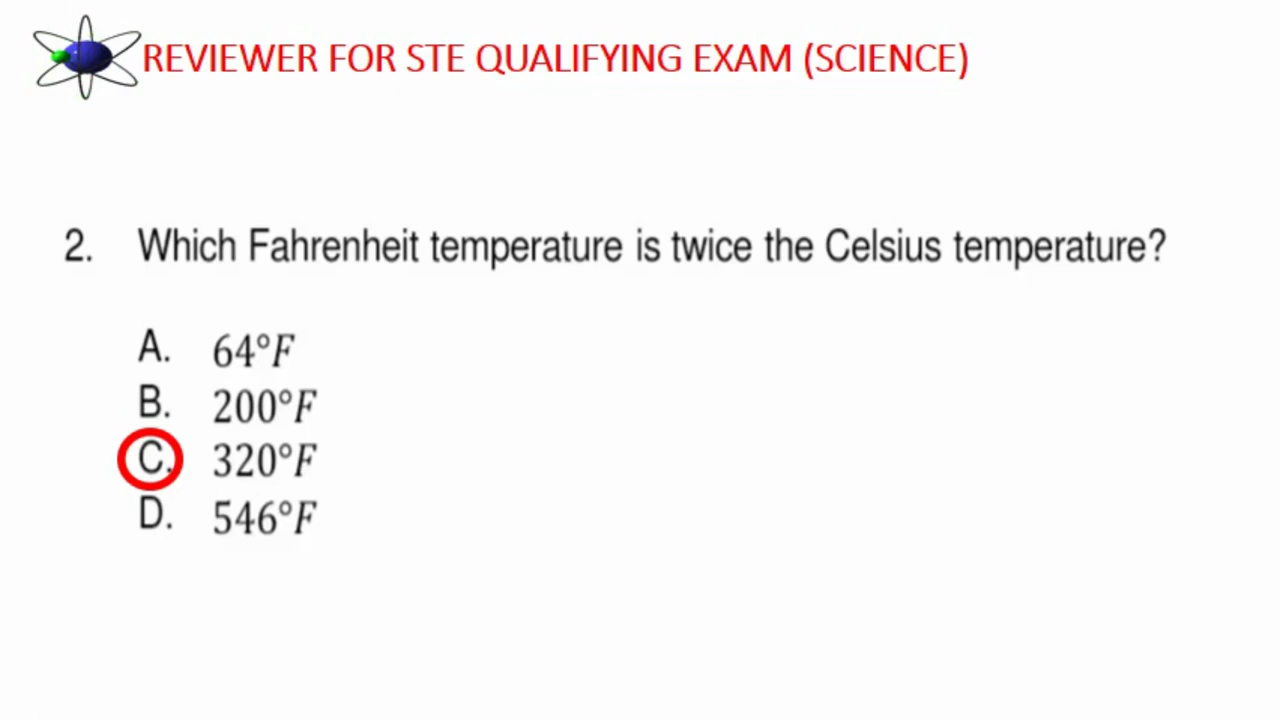 REVIEWER FOR STE QUALIFYING EXAM (SCIENCE)
2. Which Fahrenheit temperature is twice the Celsius temperature?
A. 64°F
B. 200°F
C. 320°F
D. 546°F